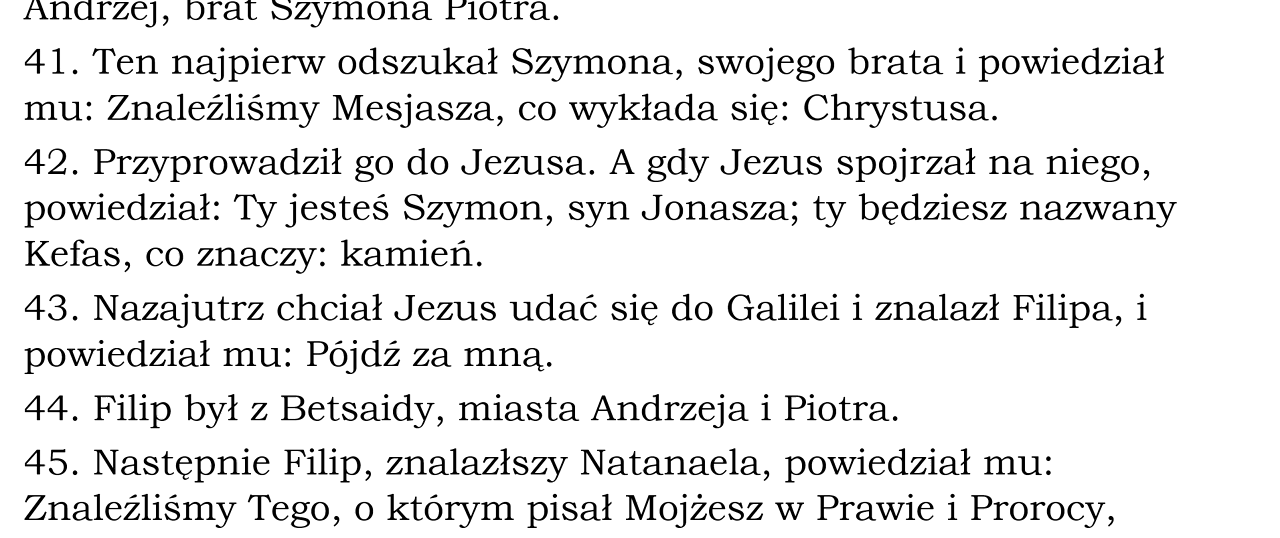 Andrzej, brat Szymona Piotra.
41. Ten najpierw odszukał Szymona, swojego brata i powiedział
mu: Znaleźliśmy Mesjasza, co wykłada się: Chrystusa.
42. Przyprowadził go do Jezusa. A gdy Jezus spojrzał na niego,
powiedział: Ty jesteś Szymon, syn Jonasza; ty będziesz nazwany
Kefas, co znaczy: kamień.
43. Nazajutrz chciał Jezus udać się do Galilei i znalazł Filipa, i
powiedział mu: Pójdź za mną.
44. Filip był z Betsaidy, miasta Andrzeja i Piotra.
45. Następnie Filip, znalazłszy Natanaela, powiedział mu:
Znaleźliśmy Tego, o którym pisał Mojżesz w Prawie i Prorocy,